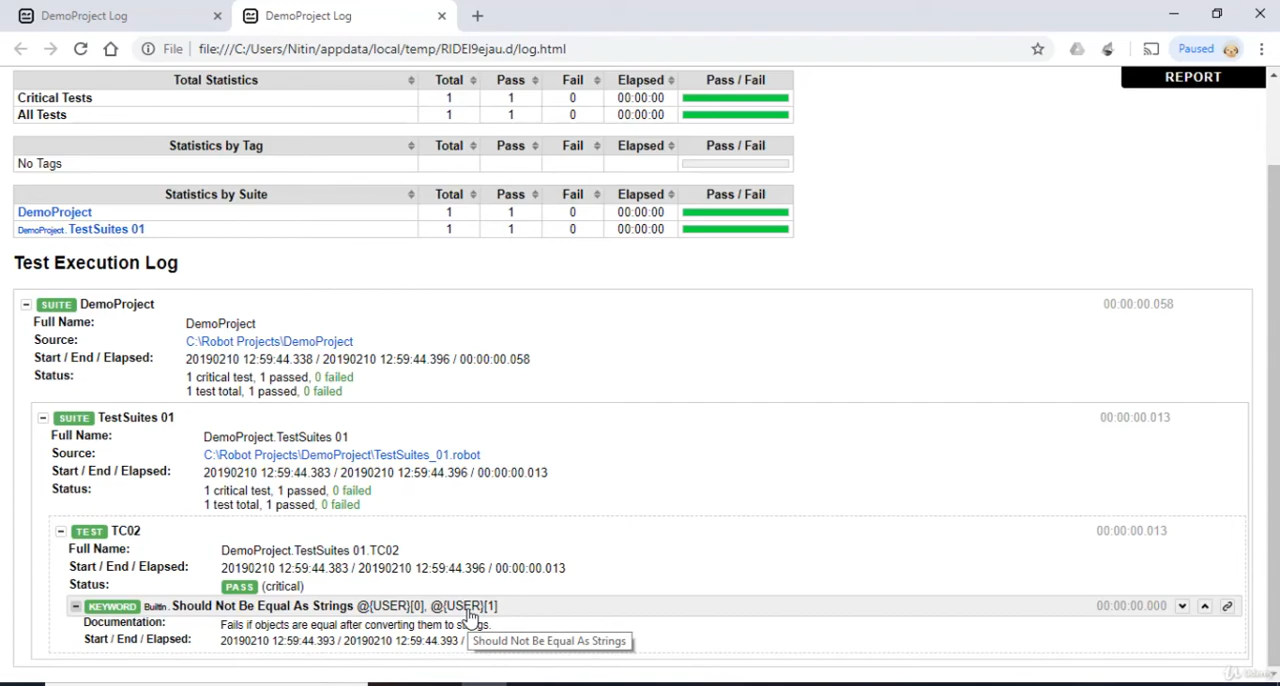 DemoProject Log
DemoProject Log
File
file:///C:/Users/Nitin/appdata/local/temp/RIDEI9ejau.d/log.html
Paused
REPORT
Total Statistics Total Pass Fail Elapsed Pass / Fail
Critical Tests 1 1 0 00:00:00
All Tests 1 1 0 00:00:00
Statistics by Tag Total Pass Fail Elapsed Pass / Fail
No Tags
Statistics by Suite Total Pass Fail Elapsed Pass / Fail
DemoProject 1 1 0 00:00:00
DemoProject. TestSuites 01 1 1 0 00:00:00
Test Execution Log
SUITE DemoProject 00:00:00.058
Full Name: DemoProject
Source: C:\Robot Projects\DemoProject
Start / End / Elapsed: 20190210 12:59:44.338 / 20190210 12:59:44.396 / 00:00:00.058
Status: 1 critical test, 1 passed, 0 failed
1 test total, 1 passed, 0 failed
SUITE TestSuites 01 00:00:00.013
Full Name: DemoProject.TestSuites 01
Source: C:\Robot Projects\DemoProject\TestSuites_01.robot
Start / End / Elapsed: 20190210 12:59:44.383 / 20190210 12:59:44.396 / 00:00:00.013
Status: 1 critical test, 1 passed, 0 failed
1 test total, 1 passed, 0 failed
TEST TC02 00:00:00.013
Full Name: DemoProject.TestSuites 01.TC02
Start / End / Elapsed: 20190210 12:59:44.383 / 20190210 12:59:44.396 / 00:00:00.013
Status: PASS (critical)
KEYWORD BuiltIn. Should Not Be Equal As Strings @{USER}[0], @{USER}[1] 00:00:00.000
Documentation: Fails if objects are equal after converting them to
Start / End / Elapsed: 20190210 12:59:44.393 / 20190210 12:59:44.393 /
Should Not Be Equal As Strings